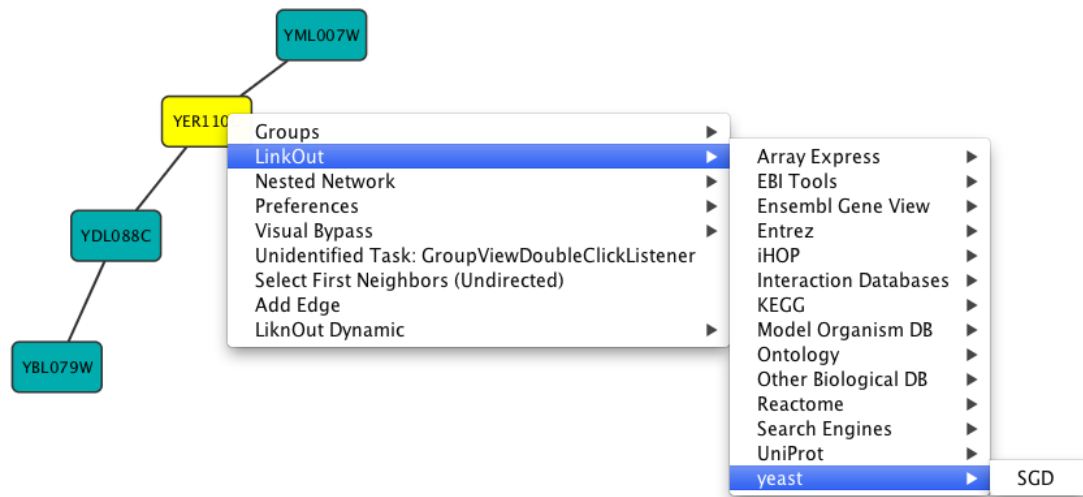 YML007W
YER110
Groups
LinkOut
Nested Network
Preferences
Visual Bypass
Unidentified Task: GroupViewDoubleClickListener
Select First Neighbors (Undirected)
Add Edge
LiknOut Dynamic
Array Express
EBI Tools
Ensembl Gene View
Entrez
iHOP
Interaction Databases
KEGG
Model Organism DB
Ontology
Other Biological DB
Reactome
Search Engines
UniProt
yeast
SGD
YDL088C
YBL079W